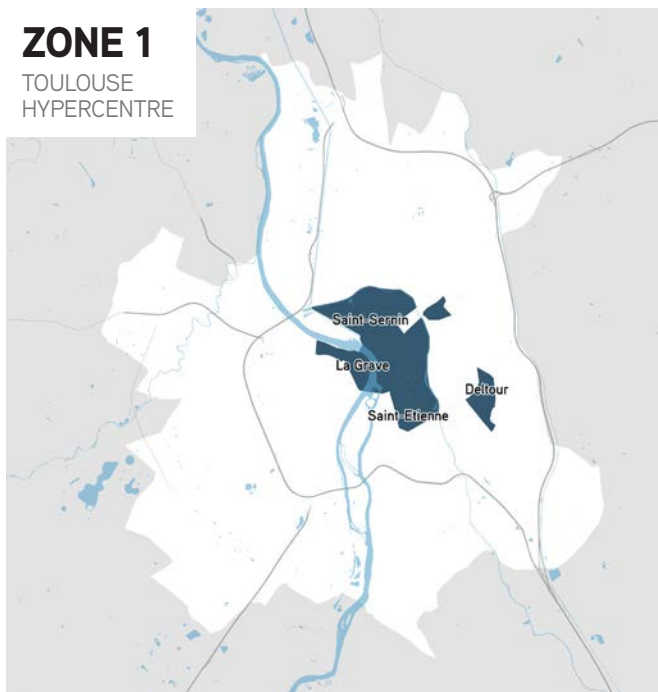 ZONE 1
TOULOUSE
HYPERCENTRE
Saint-Sernin
La Grave
Deltour
Saint-Etienne